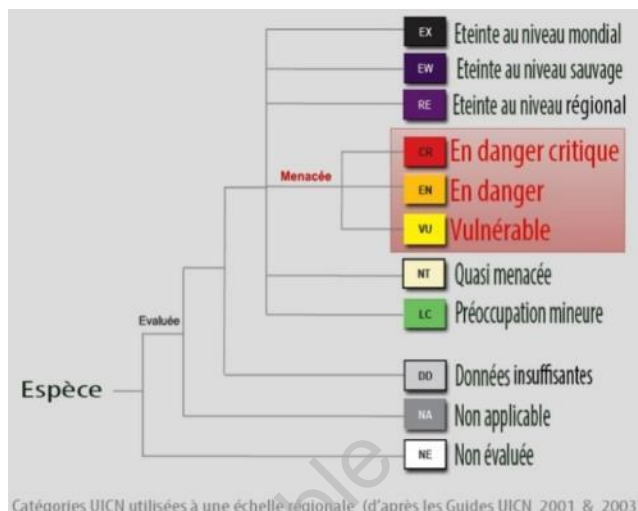 EX Eteinte au niveau mondial
EW Eteinte au niveau sauvage
RE Eteinte au niveau régional
CR En danger critique
Menacée
EN En danger
VU Vulnérable
NT Quasi menacée
LC Préoccupation mineure
Evaluée
DD Données insuffisantes
Espèce
NA Non applicable
NE Non évaluée
Catégories UICN utilisées à une échelle régionale (d'après les Guides UICN 2001 & 2003